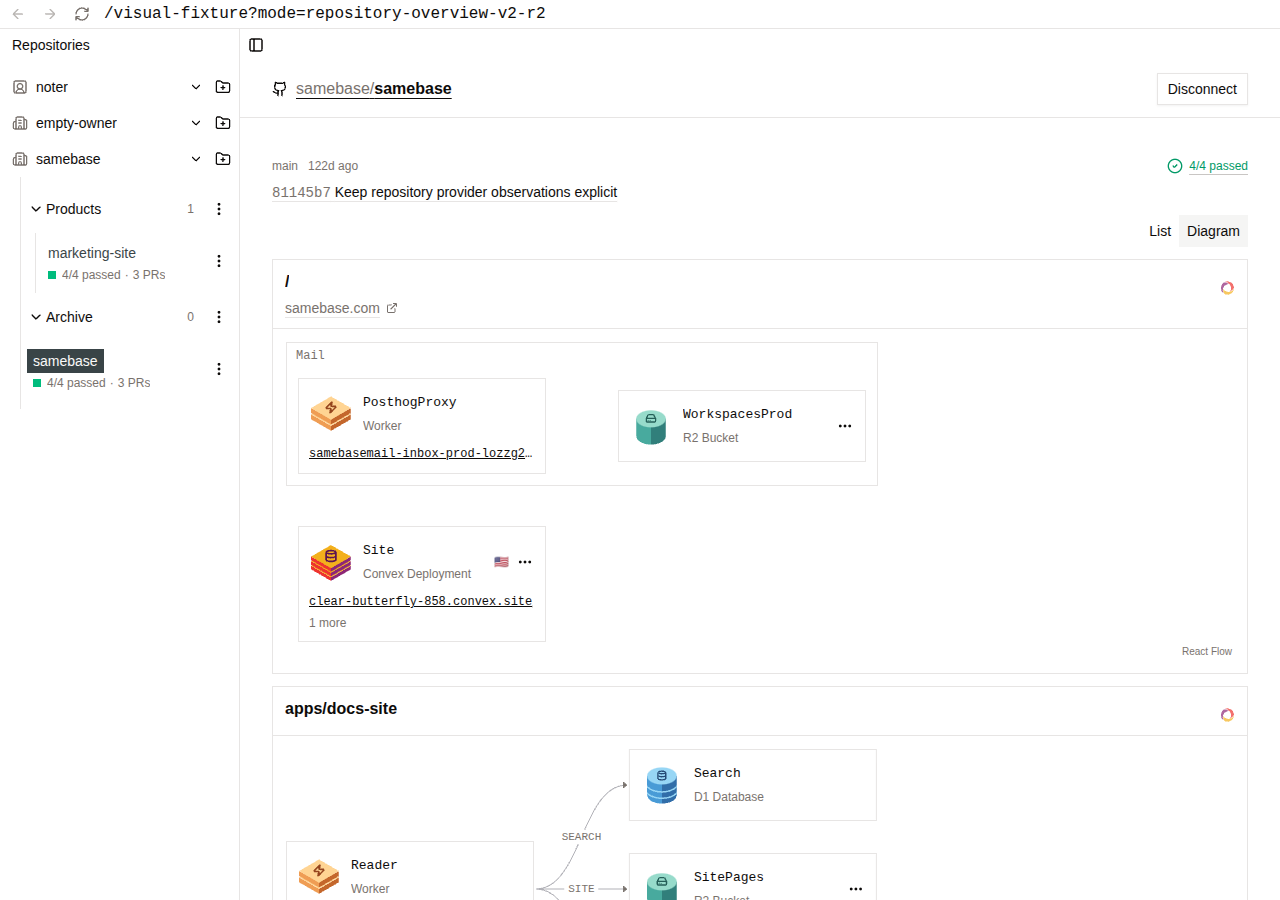 /visual-fixture?mode=repository-overview-v2-r2
Repositories
noter
empty-owner
samebase
Products 1
marketing-site
4/4 passed · 3 PRs
Archive 0
samebase
4/4 passed · 3 PRs
samebase/samebase
Disconnect
main 122d ago
4/4 passed
81145b7 Keep repository provider observations explicit
List Diagram
/
samebase.com
Mail
PosthogProxy
Worker
samebasemail-inbox-prod-lozzg2…
WorkspacesProd
R2 Bucket
Site
Convex Deployment
clear-butterfly-858.convex.site
1 more
React Flow
apps/docs-site
Search
D1 Database
SEARCH
Reader
Worker
SITE
SitePages
R2 Bucket